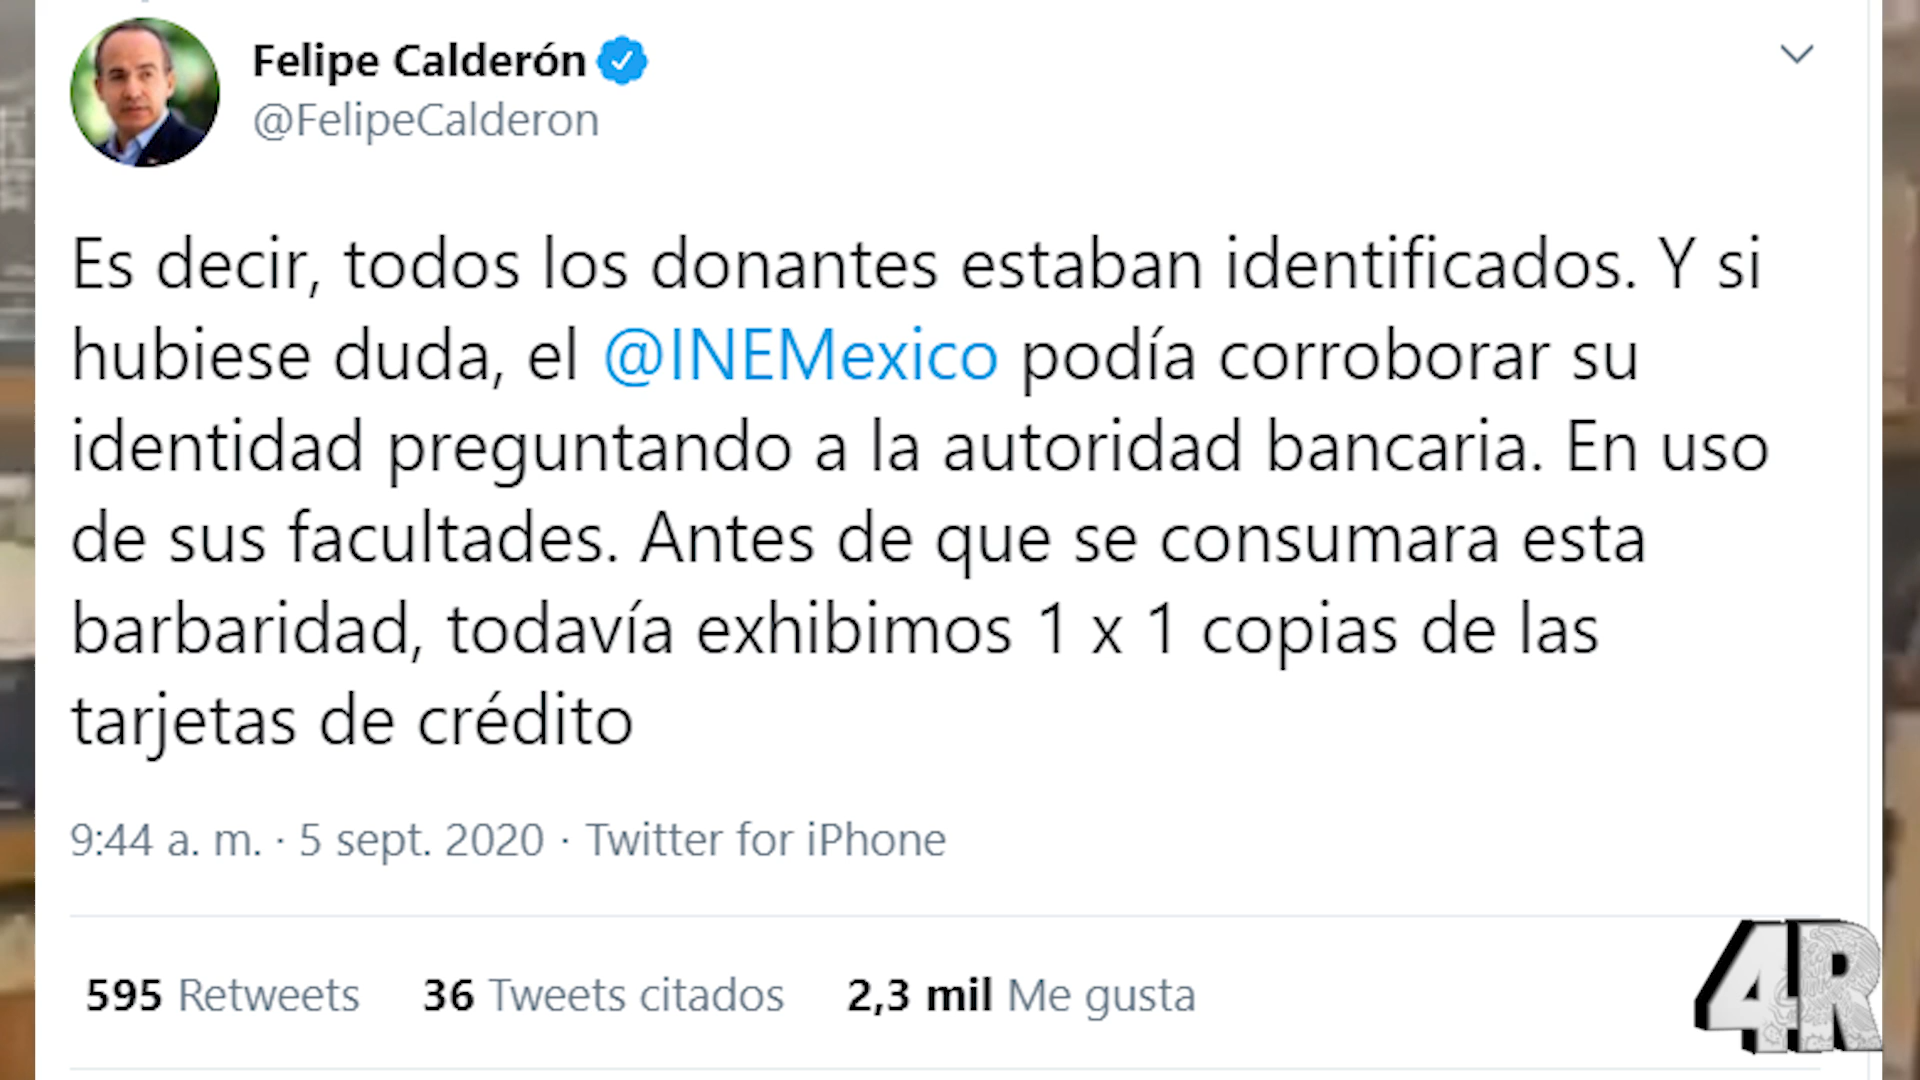 Felipe Calderón
@FelipeCalderon
Es decir, todos los donantes estaban identificados. Y si
hubiese duda, el @INEMexico podía corroborar su
identidad preguntando a la autoridad bancaria. En uso
de sus facultades. Antes de que se consumara esta
barbaridad, todavía exhibimos 1 x 1 copias de las
tarjetas de crédito
9:44 a. m. · 5 sept. 2020 · Twitter for iPhone
595 Retweets 36 Tweets citados 2,3 mil Me gusta
4R